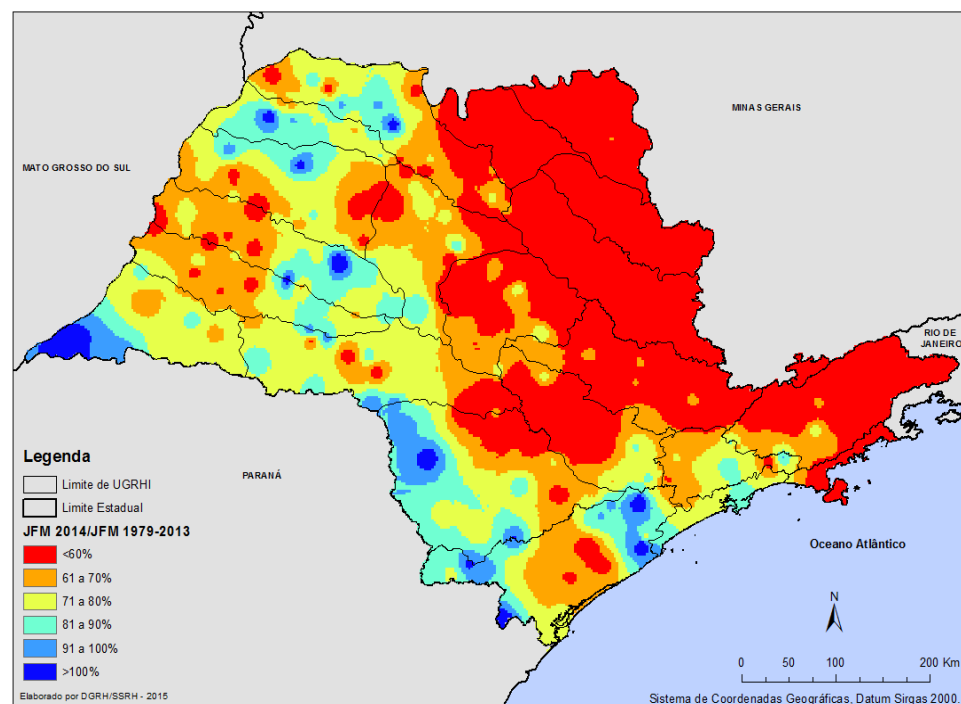 MINAS GERAIS
MATO GROSSO DO SUL
RIO DE
JANEIRO
Legenda
PARANÁ
Limite de UGRHI
Limite Estadual
JFM 2014/JFM 1979-2013
Oceano Atlântico
<60%
61 a 70%
71 a 80%
81 a 90%
91 a 100%
>100%
N
0 50 100 200 Km
Elaborado por DGRH/SSRH - 2015
Sistema de Coordenadas Geográficas, Datum Sirgas 2000.